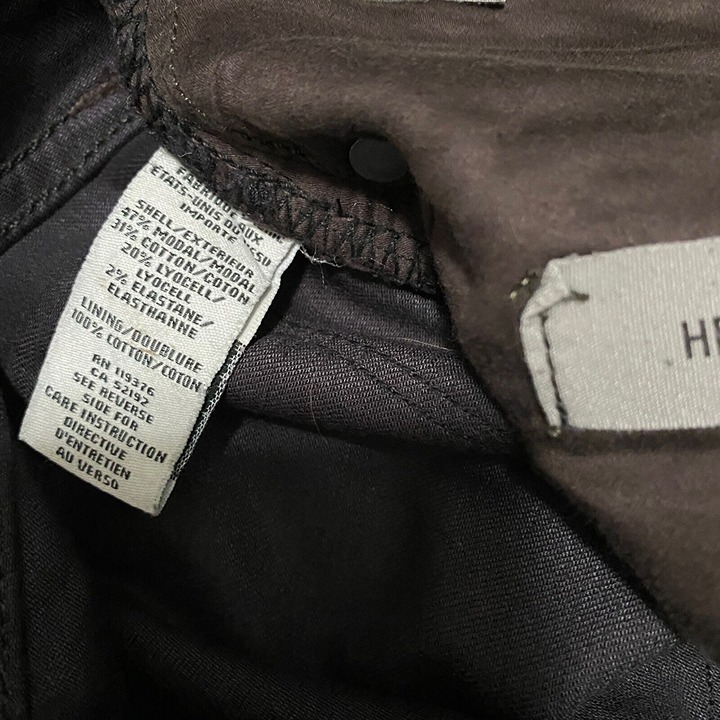 ETATS-UNIS DU
IMPORTE
SHELL/EXTERIEUR
47% MODAL/MODAL
31% COTTON/COTON
20% LYOCELL/
LYOCELL
2% ELASTANE/
ELASTHANNE
LINING/DOUBLURE
100% COTTON/COTON
RN 119376
CA 52192
SEE REVERSE
SIDE FOR
CARE INSTRUCTION
DIRECTIVE
D'ENTRETIEN
AU VERSO